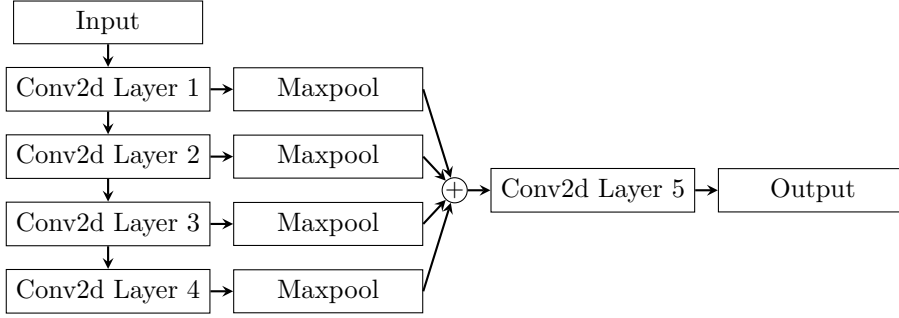 Input
Conv2d Layer 1
Maxpool
Conv2d Layer 2
Maxpool
+
Conv2d Layer 5
Output
Conv2d Layer 3
Maxpool
Conv2d Layer 4
Maxpool